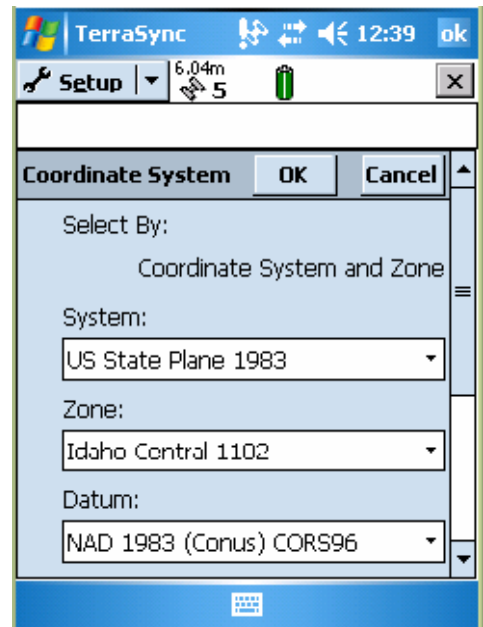 TerraSync 12:39 ok
Setup 6.04m 5
Coordinate System OK Cancel
Select By:
Coordinate System and Zone
System:
US State Plane 1983
Zone:
Idaho Central 1102
Datum:
NAD 1983 (Conus) CORS96